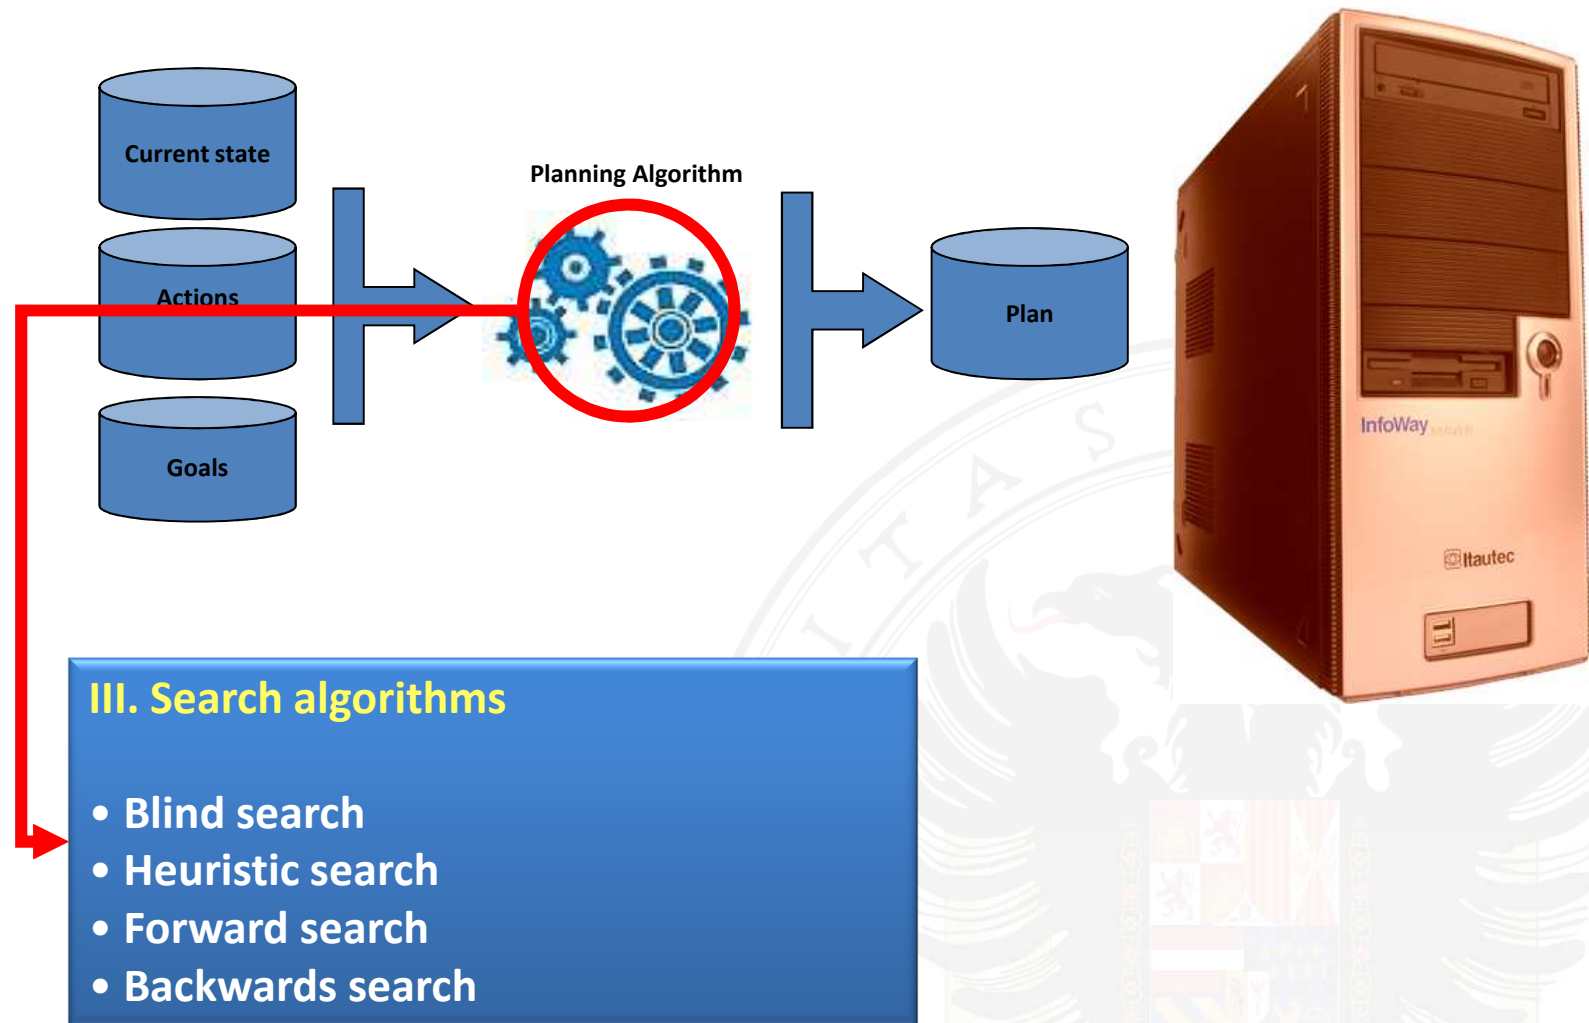 Current state
Planning Algorithm
Actions
Plan
Goals
InfoWay
Itautec
I T A S
III. Search algorithms
• Blind search
• Heuristic search
• Forward search
• Backwards search